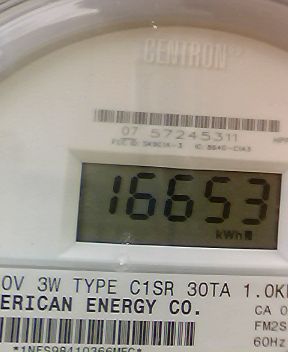 CENTRON®
07 57245311
16653
kWh
0V 3W TYPE C1SR 30TA 1.0K
ERICAN ENERGY CO.
CA 0
FM2S
60Hz